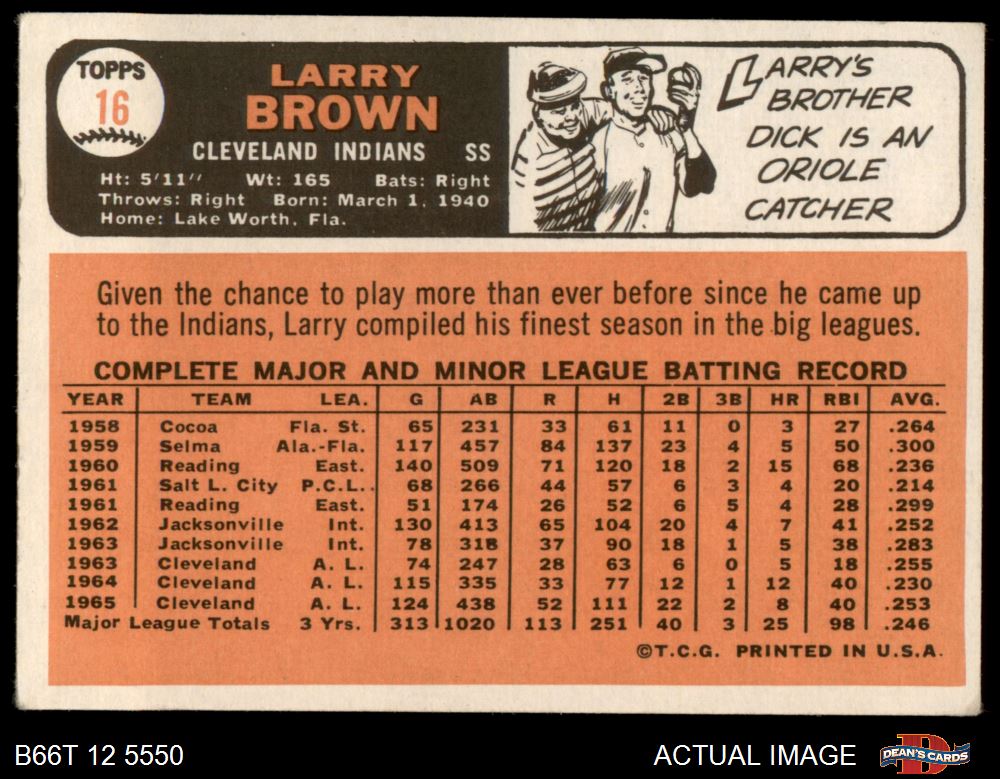 TOPPS
16
LARRY
BROWN
CLEVELAND INDIANS SS
Ht: 5'11" Wt: 165 Bats: Right
Throws: Right Born: March 1, 1940
Home: Lake Worth, Fla.
LARRY'S
BROTHER
DICK IS AN
ORIOLE
CATCHER
Given the chance to play more than ever before since he came up
to the Indians, Larry compiled his finest season in the big leagues.
COMPLETE MAJOR AND MINOR LEAGUE BATTING RECORD
YEAR TEAM LEA. G AB R H 2B 3B HR RBI AVG.
1958 Cocoa Fla. St. 65 231 33 61 11 0 3 27 .264
1959 Selma Ala.-Fla. 117 457 84 137 23 4 5 50 .300
1960 Reading East. 140 509 71 120 18 2 15 68 .236
1961 Salt L. City P.C.L. 68 266 44 57 6 3 4 20 .214
1961 Reading East. 51 174 26 52 6 5 4 28 .299
1962 Jacksonville Int. 130 413 65 104 20 4 7 41 .252
1963 Jacksonville Int. 78 318 37 90 18 1 5 38 .283
1963 Cleveland A. L. 74 247 28 63 6 0 5 18 .255
1964 Cleveland A. L. 115 335 33 77 12 1 12 40 .230
1965 Cleveland A. L. 124 438 52 111 22 2 8 40 .253
Major League Totals 3 Yrs. 313 1020 113 251 40 3 25 98 .246
©T.C.G. PRINTED IN U.S.A.
B66T 12 5550 ACTUAL IMAGE DEAN'S CARDS